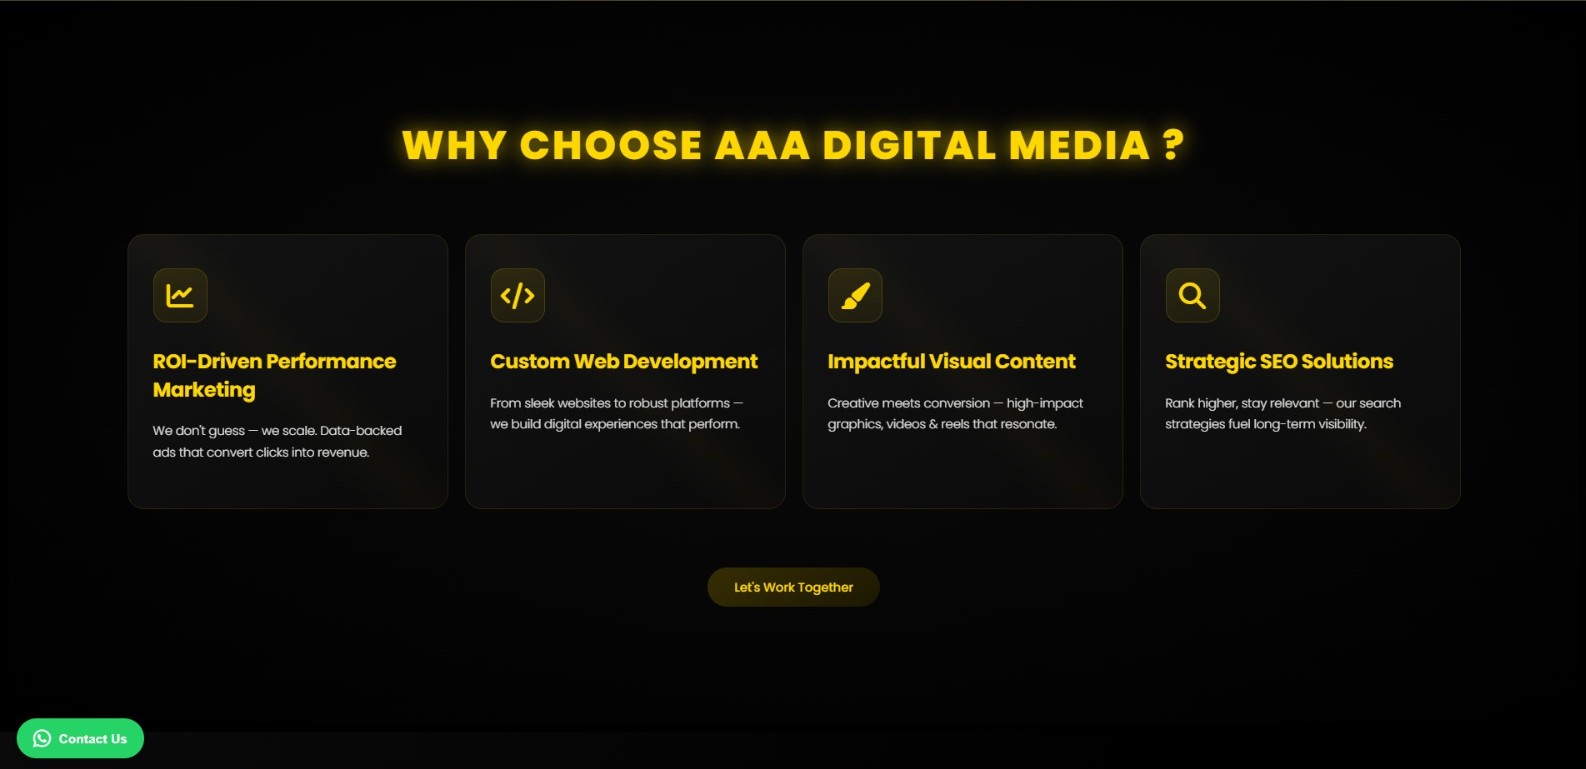 WHY CHOOSE AAA DIGITAL MEDIA ?
ROI-Driven Performance
Marketing
We don't guess — we scale. Data-backed
ads that convert clicks into revenue.
Custom Web Development
From sleek websites to robust platforms —
we build digital experiences that perform.
Impactful Visual Content
Creative meets conversion — high-impact
graphics, videos & reels that resonate.
Strategic SEO Solutions
Rank higher, stay relevant — our search
strategies fuel long-term visibility.
Let's Work Together
Contact Us